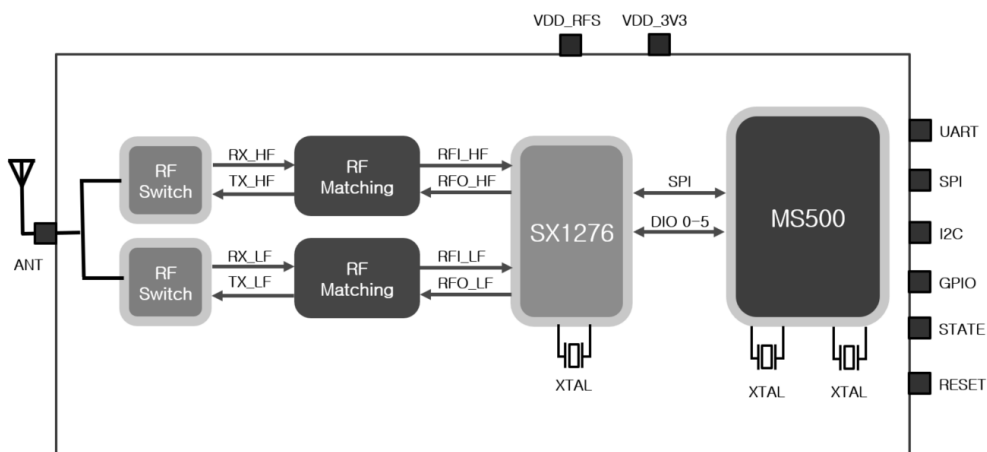 VDD_RFS
VDD_3V3
ANT
RF
Switch
RX_HF
TX_HF
RF
Matching
RFI_HF
RFO_HF
RF
Switch
RX_LF
TX_LF
RF
Matching
RFI_LF
RFO_LF
SX1276
XTAL
SPI
DIO 0-5
MS500
XTAL
XTAL
UART
SPI
I2C
GPIO
STATE
RESET